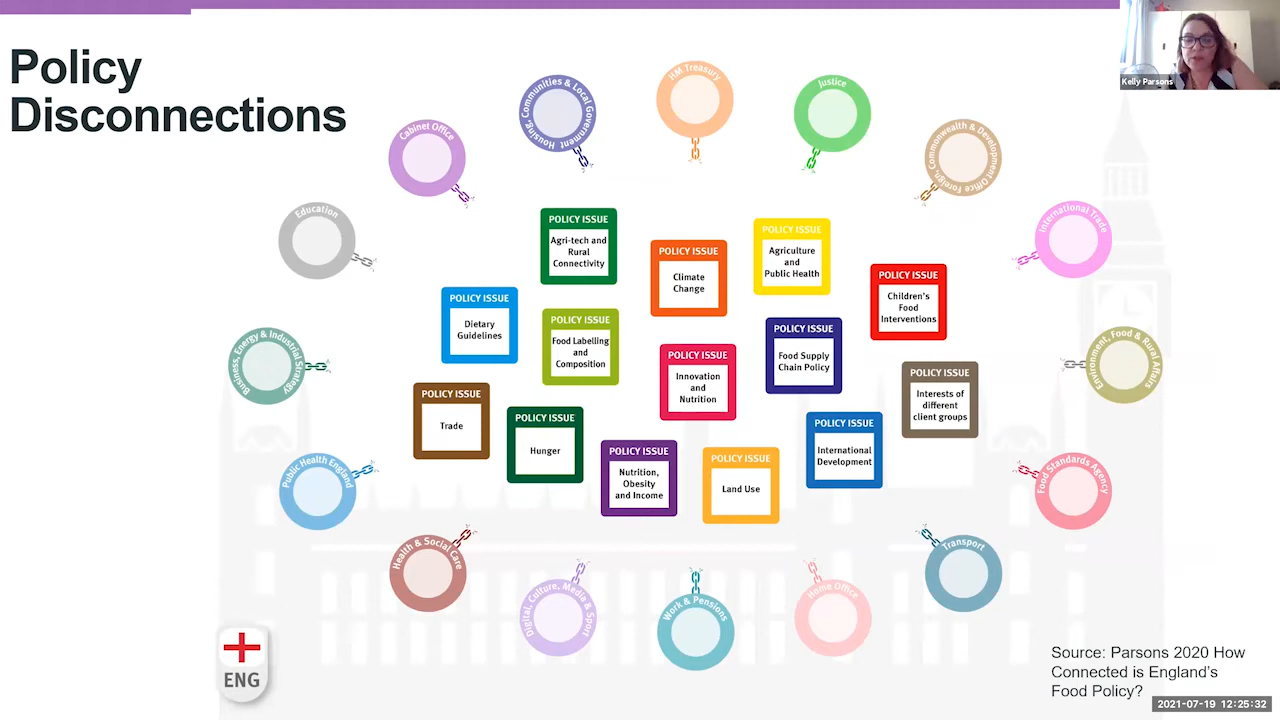 Policy
Disconnections
Kelly Parsons
Cabinet Office
Housing, Communities & Local Government
HM Treasury
Justice
Foreign, Commonwealth & Development Office
Education
International Trade
Business, Energy & Industrial Strategy
Environment, Food & Rural Affairs
Public Health England
Food Standards Agency
Health & Social Care
Digital, Culture, Media & Sport
Work & Pensions
Home Office
Transport
POLICY ISSUE
Agri-tech and
Rural
Connectivity
POLICY ISSUE
Climate
Change
POLICY ISSUE
Agriculture
and
Public Health
POLICY ISSUE
Children's
Food
Interventions
POLICY ISSUE
Dietary
Guidelines
POLICY ISSUE
Food Labelling
and
Composition
POLICY ISSUE
Innovation
and
Nutrition
POLICY ISSUE
Food Supply
Chain Policy
POLICY ISSUE
Interests of
different
client groups
POLICY ISSUE
Trade
POLICY ISSUE
Hunger
POLICY ISSUE
Nutrition,
Obesity
and Income
POLICY ISSUE
Land Use
POLICY ISSUE
International
Development
ENG
Source: Parsons 2020 How
Connected is England's
Food Policy?
2021-07-19 12:25:32